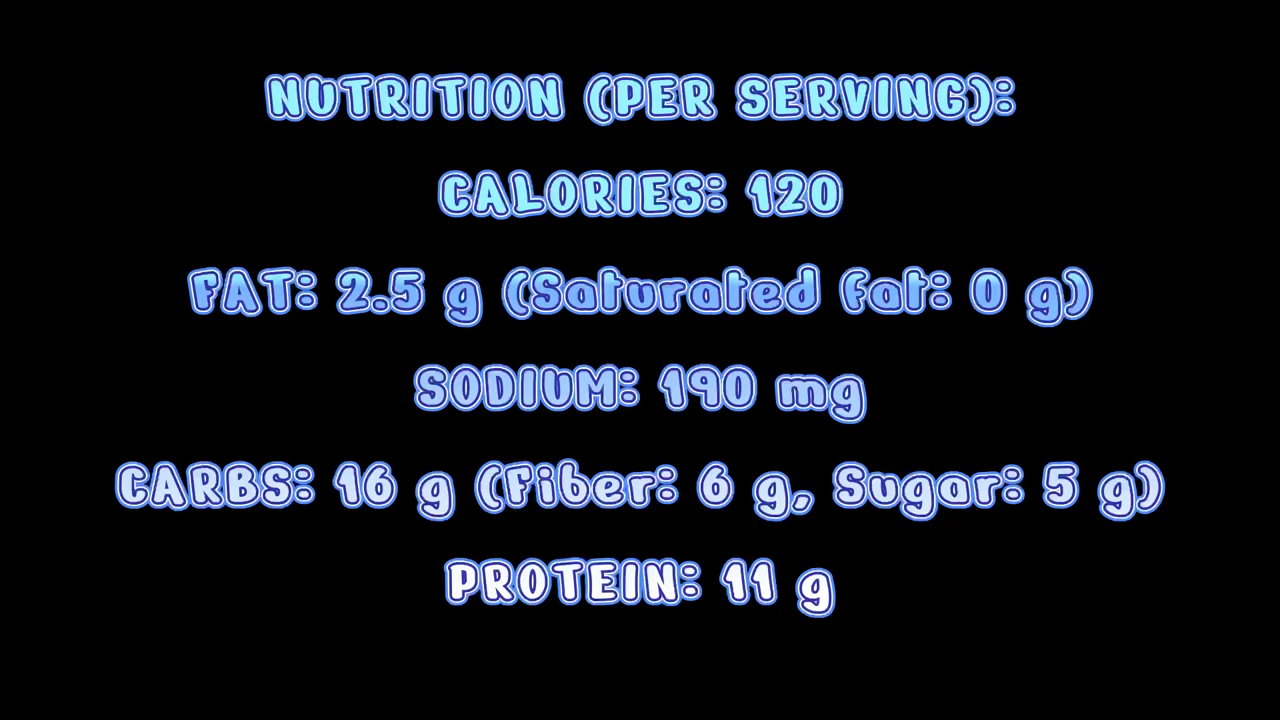 NUTRITION (PER SERVING):
CALORIES: 120
FAT: 2.5 g (Saturated fat: 0 g)
SODIUM: 190 mg
CARBS: 16 g (Fiber: 6 g, Sugar: 5 g)
PROTEIN: 11 g